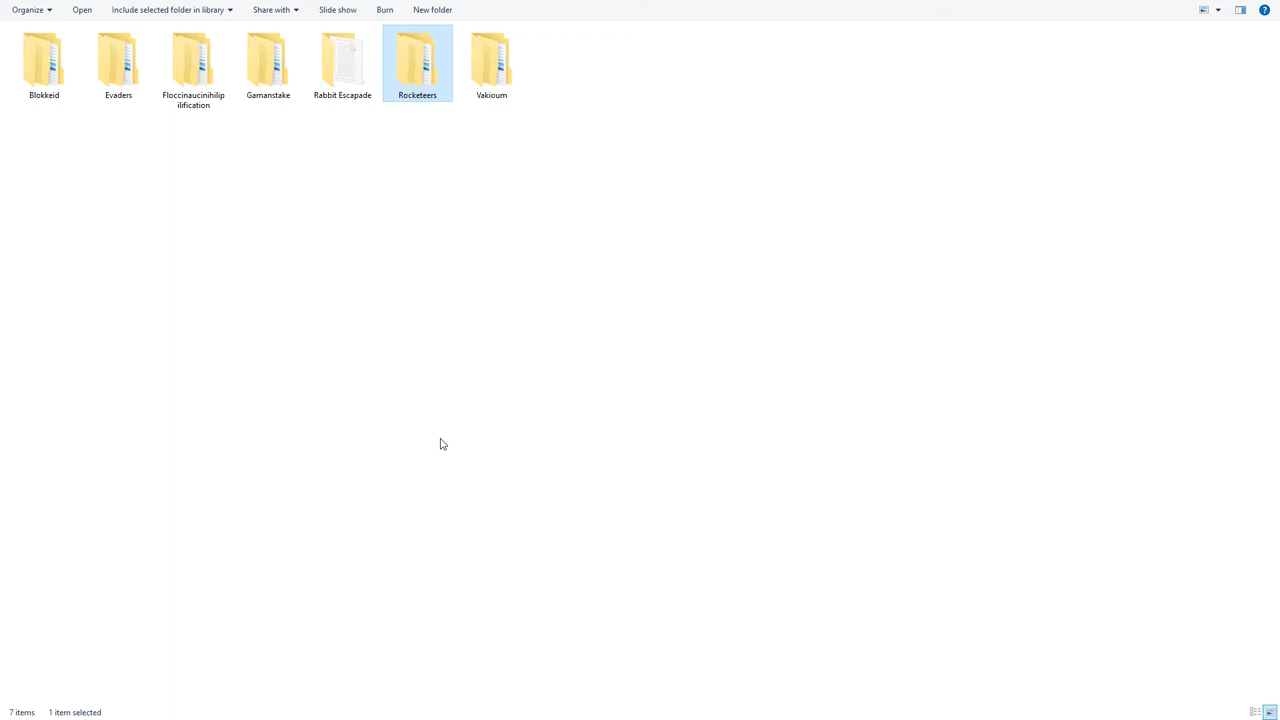 Organize Open Include selected folder in library Share with Slide show Burn New folder
Blokkeid Evaders Floccinaucinihilip Gamanstake Rabbit Escapade Rocketeers Vakioum
ilification
7 items 1 item selected